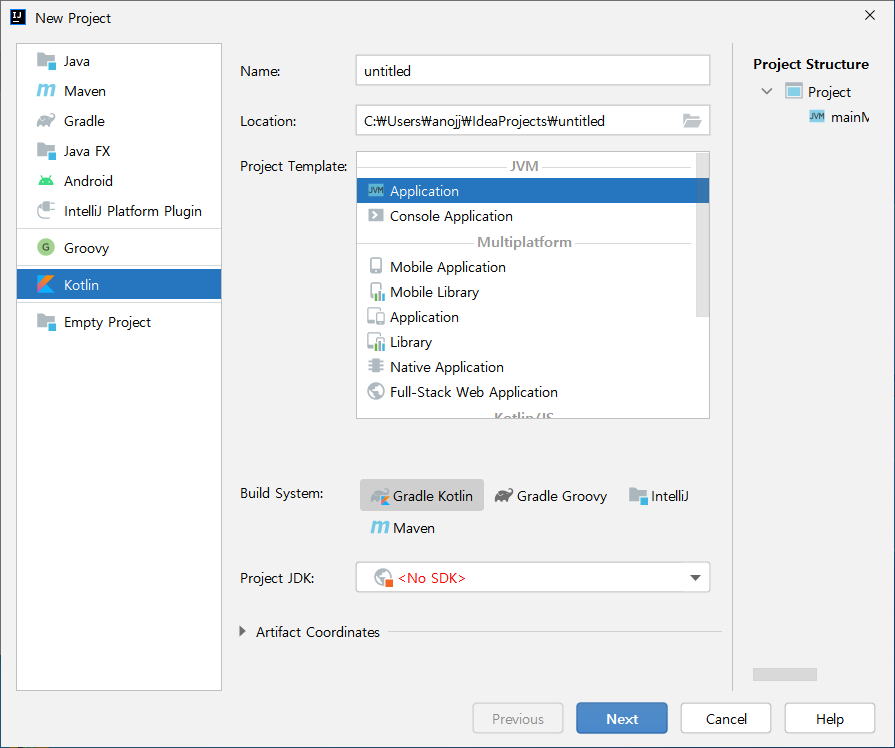 New Project
Java
Maven
Gradle
Java FX
Android
IntelliJ Platform Plugin
Groovy
Kotlin
Empty Project
Name:
untitled
Location:
C:₩Users₩anojj₩IdeaProjects₩untitled
Project Template:
JVM
Application
Console Application
Multiplatform
Mobile Application
Mobile Library
Application
Library
Native Application
Full-Stack Web Application
Kotlin/JS
Build System:
Gradle Kotlin
Gradle Groovy
IntelliJ
Maven
Project JDK:
<No SDK>
Artifact Coordinates
Project Structure
Project
mainM
Previous
Next
Cancel
Help